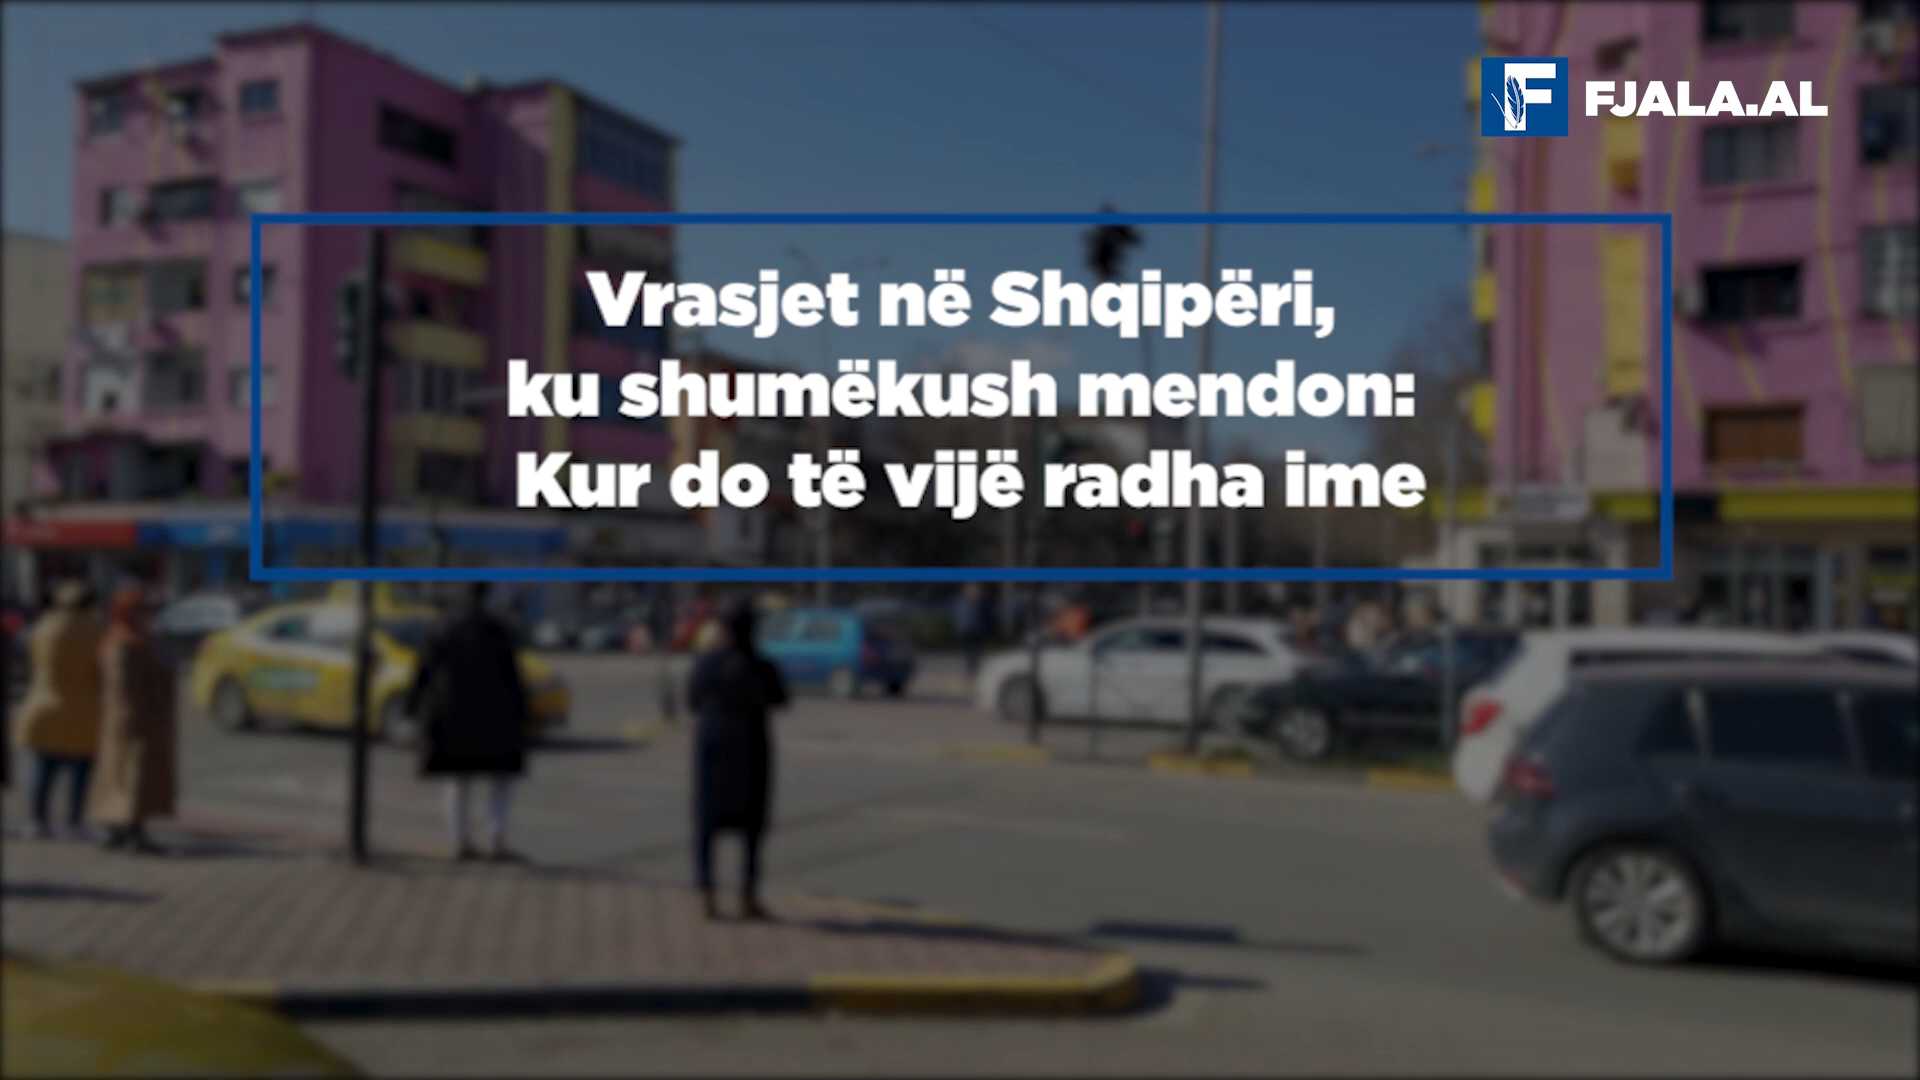 FJALA.AL
Vrasjet në Shqipëri,
ku shumëkush mendon:
Kur do të vijë radha ime